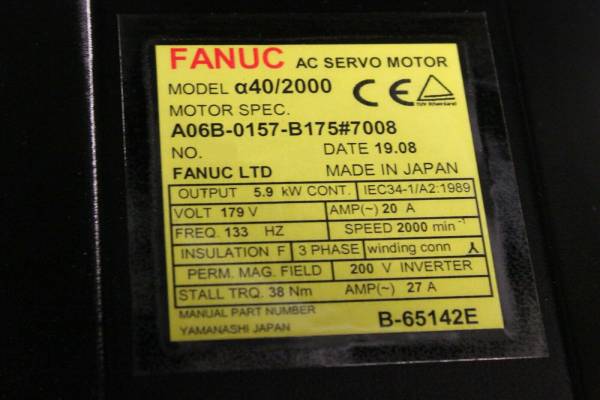 FANUC AC SERVO MOTOR
MODEL α40/2000
MOTOR SPEC.
A06B-0157-B175#7008
NO. DATE 19.08
FANUC LTD MADE IN JAPAN
OUTPUT 5.9 kW CONT. IEC34-1/A2:1989
VOLT 179 V AMP(~) 20 A
FREQ. 133 HZ SPEED 2000 min⁻¹
INSULATION F 3 PHASE winding conn
PERM. MAG. FIELD 200 V INVERTER
STALL TRQ. 38 Nm AMP(~) 27 A
MANUAL PART NUMBER
YAMANASHI JAPAN B-65142E